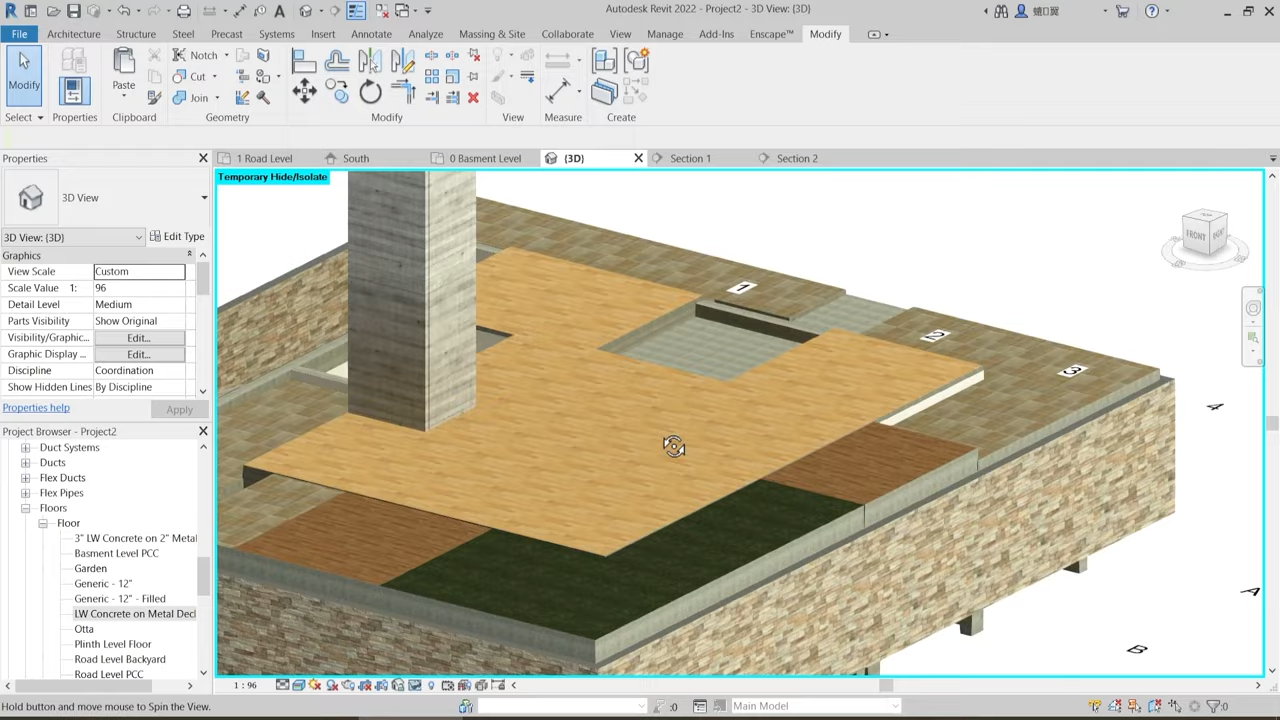 Autodesk Revit 2022 - Project2 - 3D View: {3D}
File Architecture Structure Steel Precast Systems Insert Annotate Analyze Massing & Site Collaborate View Manage Add-Ins Enscape™ Modify
Modify Paste Notch
Cut
Join
Select Properties Clipboard Geometry Modify View Measure Create
Properties
1 Road Level South 0 Basment Level {3D} Section 1 Section 2
Temporary Hide/Isolate
3D View
3D View: {3D} Edit Type
Graphics
View Scale Custom
Scale Value 1: 96
Detail Level Medium
Parts Visibility Show Original
Visibility/Graphic... Edit...
Graphic Display ... Edit...
Discipline Coordination
Show Hidden Lines By Discipline
Properties help Apply
Project Browser - Project2
Duct Systems
Ducts
Flex Ducts
Flex Pipes
Floors
Floor
3" LW Concrete on 2" Metal
Basment Level PCC
Garden
Generic - 12"
Generic - 12" - Filled
LW Concrete on Metal Dec
Otta
Plinth Level Floor
Road Level Backyard
Road Level PCC
FRONT
1
2
3
4
A
B
1 : 96
Hold button and move mouse to Spin the View. :0 Main Model :0